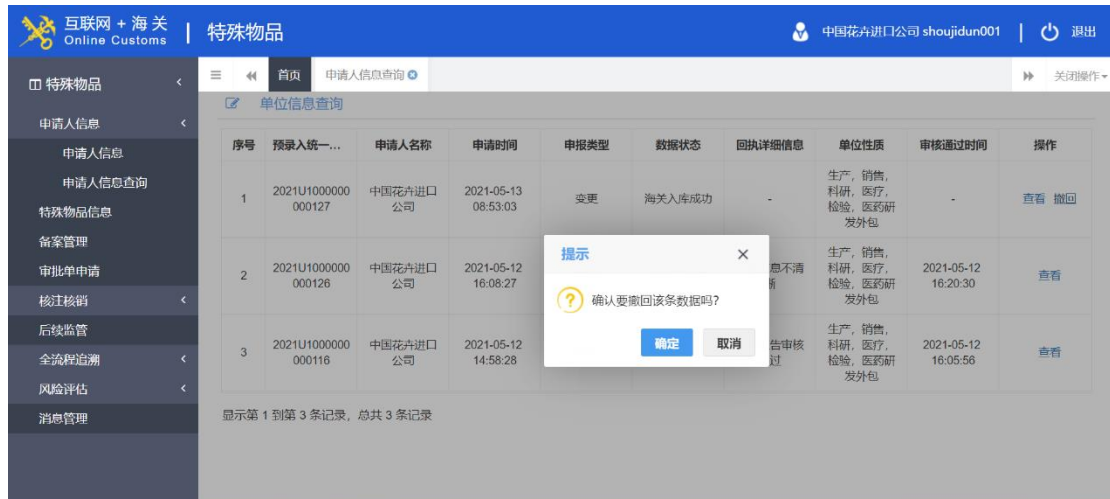 互联网 + 海关
Online Customs
特殊物品
中国花卉进口公司 shoujidun001
退出
特殊物品
申请人信息
申请人信息
申请人信息查询
特殊物品信息
备案管理
审批单申请
核注核销
后续监管
全流程追溯
风险评估
消息管理
首页
申请人信息查询
关闭操作
单位信息查询
序号 预录入统一... 申请人名称 申请时间 申报类型 数据状态 回执详细信息 单位性质 审核通过时间 操作
1 2021U1000000 中国花卉进口 2021-05-13 变更 海关入库成功 - 生产，销售， - 查看 撤回
000127 公司 08:53:03 科研，医疗，
检验，医药研
发外包
2 2021U1000000 中国花卉进口 2021-05-12 息不清 生产，销售， 2021-05-12 查看
000126 公司 16:08:27 科研，医疗， 16:20:30
检验，医药研
发外包
3 2021U1000000 中国花卉进口 2021-05-12 告审核 生产，销售， 2021-05-12 查看
000116 公司 14:58:28 过 科研，医疗， 16:05:56
检验，医药研
发外包
提示
确认要撤回该条数据吗?
确定 取消
显示第 1 到第 3 条记录，总共 3 条记录